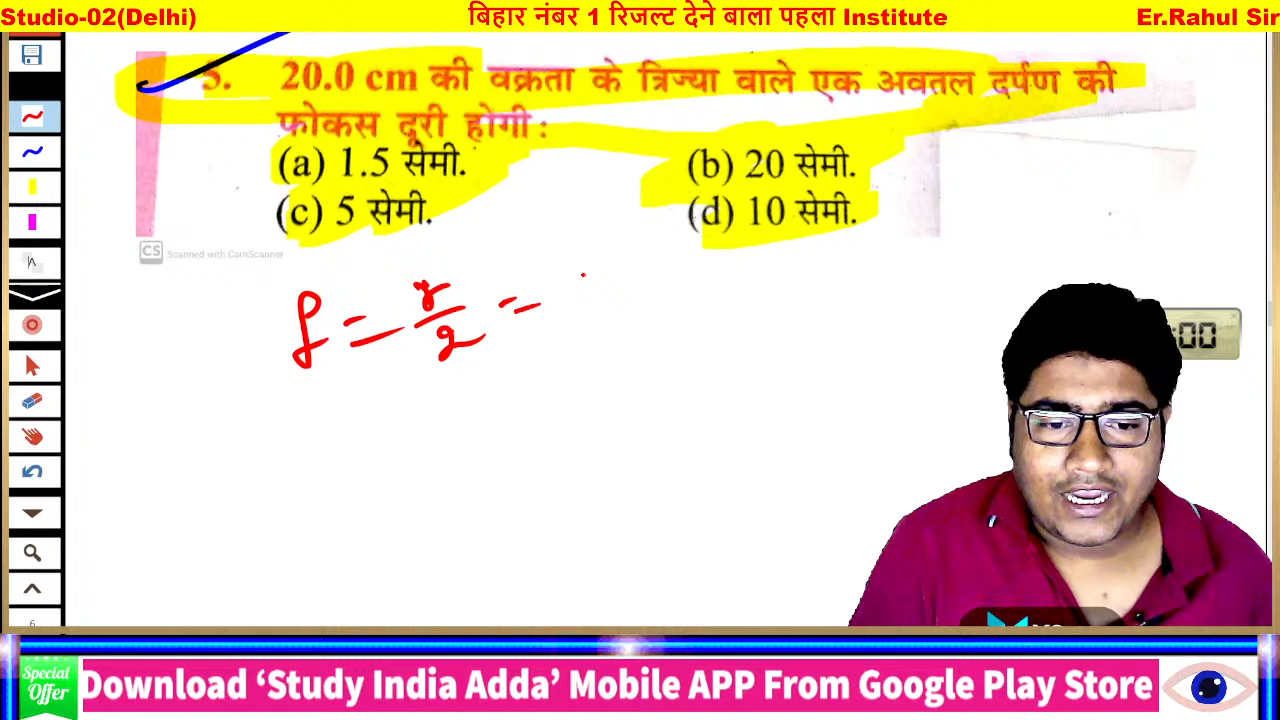 Studio-02(Delhi) बिहार नंबर 1 रिजल्ट देने बाला पहला Institute Er.Rahul Sir
5. 20.0 cm की वक्रता के त्रिज्या वाले एक अवतल दर्पण की
फोकस दूरी होगी :
(a) 1.5 सेमी. (b) 20 सेमी.
(c) 5 सेमी. (d) 10 सेमी.
CS Scanned with CamScanner
f = r/2 =
:00
6
Special
Offer
Download ‘Study India Adda’ Mobile APP From Google Play Store